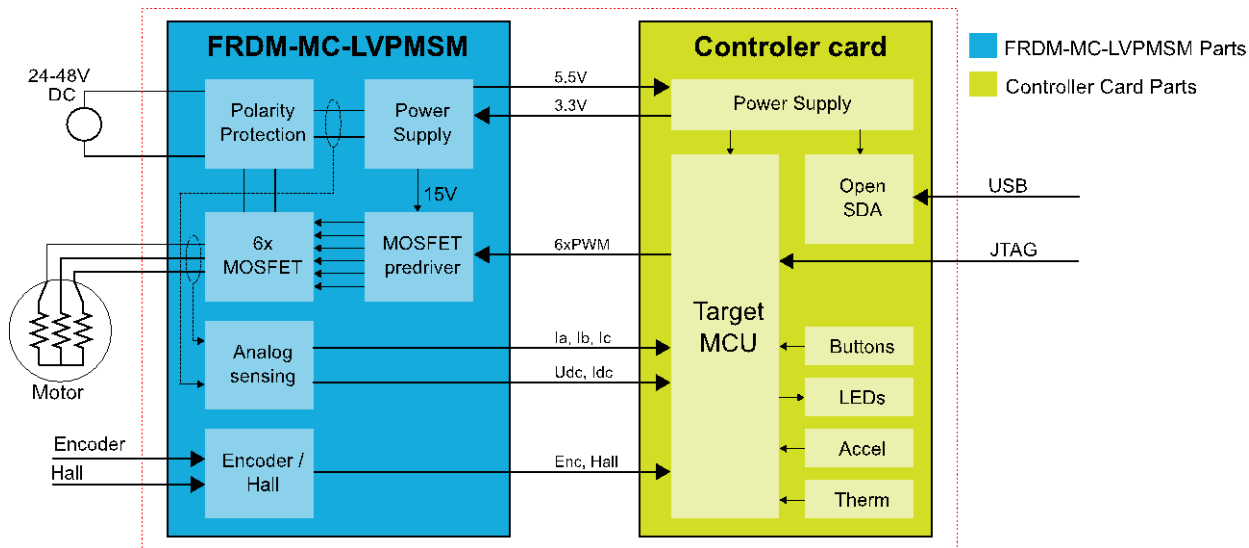 FRDM-MC-LVPMSM
Controler card
FRDM-MC-LVPMSM Parts
Controller Card Parts
24-48V
DC
Polarity
Protection
Power
Supply
5.5V
3.3V
Power Supply
15V
Open
SDA
USB
6x
MOSFET
MOSFET
predriver
6xPWM
JTAG
Target
MCU
Motor
Analog
sensing
Ia, Ib, Ic
Udc, Idc
Buttons
LEDs
Encoder
Hall
Encoder /
Hall
Enc, Hall
Accel
Therm